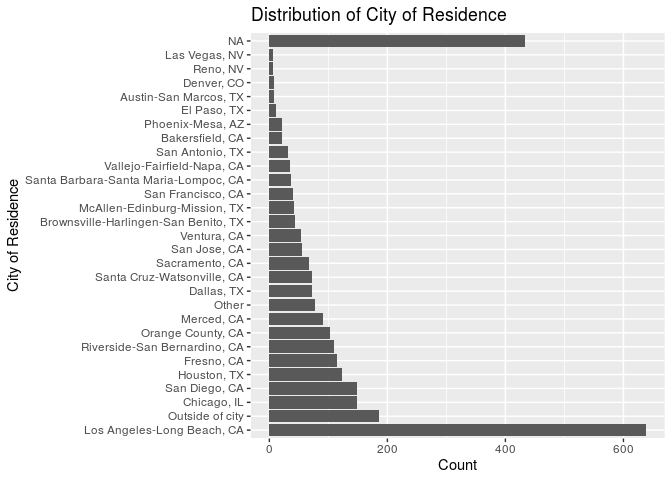 Distribution of City of Residence
City of Residence
NA
Las Vegas, NV
Reno, NV
Denver, CO
Austin-San Marcos, TX
El Paso, TX
Phoenix-Mesa, AZ
Bakersfield, CA
San Antonio, TX
Vallejo-Fairfield-Napa, CA
Santa Barbara-Santa Maria-Lompoc, CA
San Francisco, CA
McAllen-Edinburg-Mission, TX
Brownsville-Harlingen-San Benito, TX
Ventura, CA
San Jose, CA
Sacramento, CA
Santa Cruz-Watsonville, CA
Dallas, TX
Other
Merced, CA
Orange County, CA
Riverside-San Bernardino, CA
Fresno, CA
Houston, TX
San Diego, CA
Chicago, IL
Outside of city
Los Angeles-Long Beach, CA
0 200 400 600
Count